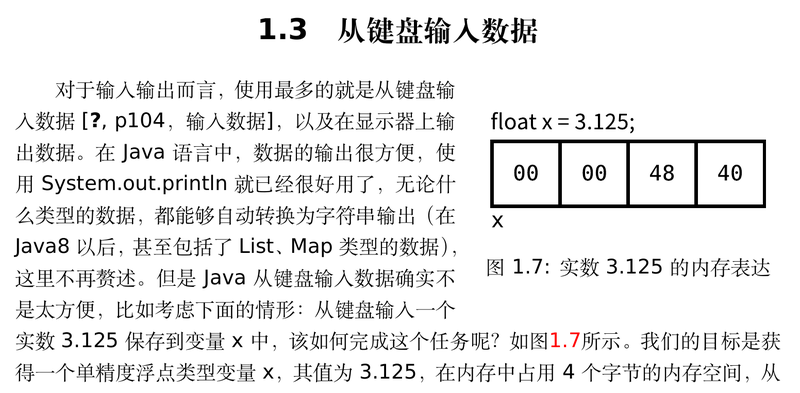 1.3 从键盘输入数据
对于输入输出而言，使用最多的就是从键盘输
入数据 [?, p104，输入数据]，以及在显示器上输
出数据。在 Java 语言中，数据的输出很方便，使
用 System.out.println 就已经很好用了，无论什
么类型的数据，都能够自动转换为字符串输出（在
Java8 以后，甚至包括了 List、Map 类型的数据），
这里不再赘述。但是 Java 从键盘输入数据确实不
是太方便，比如考虑下面的情形：从键盘输入一个
float x = 3.125;
00 00 48 40
x
图 1.7: 实数 3.125 的内存表达
实数 3.125 保存到变量 x 中，该如何完成这个任务呢？如图1.7所示。我们的目标是获
得一个单精度浮点类型变量 x，其值为 3.125，在内存中占用 4 个字节的内存空间，从